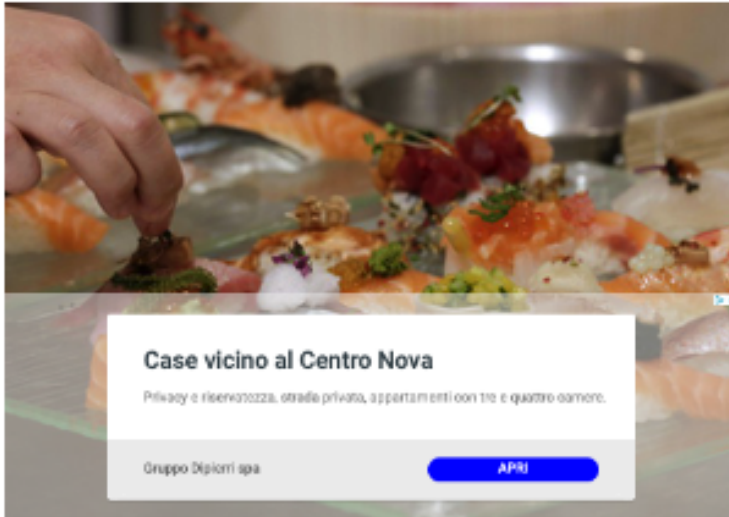 Case vicino al Centro Nova
Privacy e riservatezza, strada privata, appartamenti con tre e quattro camere.
Gruppo Dipierri spa
APRI